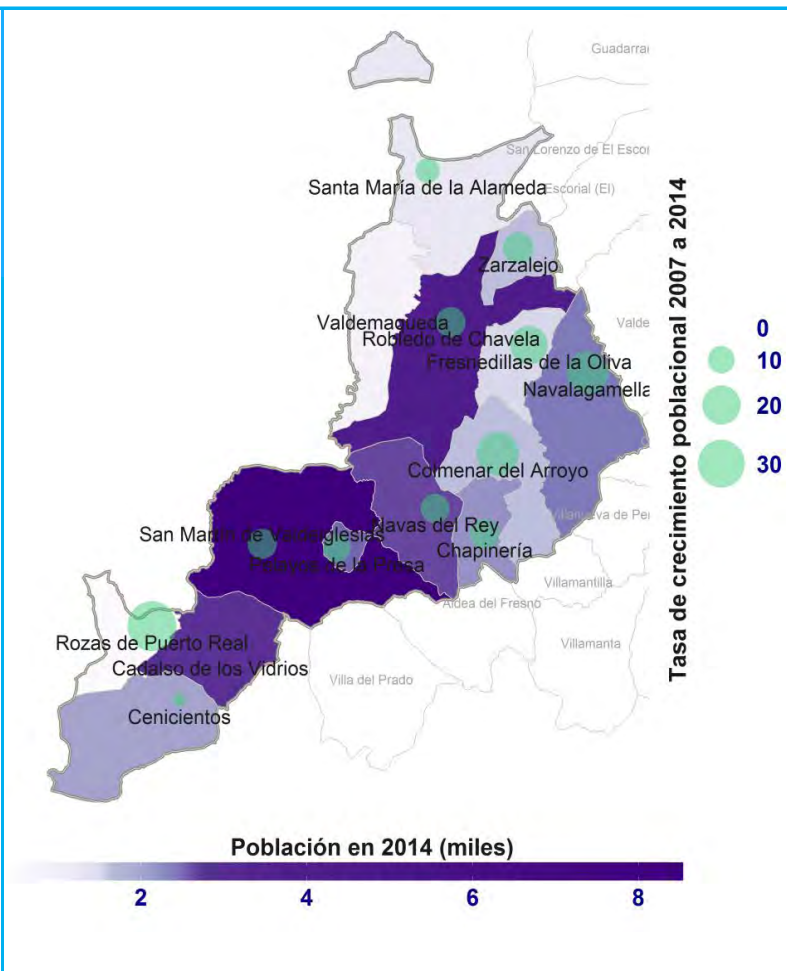 Guadarra
San Lorenzo de El Escor
Santa María de la Alameda
Escorial (El)
Zarzalejo
Valdemaqueda
Valde
Robledo de Chavela
Fresnedillas de la Oliva
Navalagamella
Colmenar del Arroyo
Navas del Rey
Villanueva de Per
San Martín de Valdeiglesias
Chapinería
Pelayos de la Presa
Villamantilla
Aldea del Fresno
Rozas de Puerto Real
Villamanta
Cadalso de los Vidrios
Villa del Prado
Cenicientos
Tasa de crecimiento poblacional 2007 a 2014
0
10
20
30
Población en 2014 (miles)
2 4 6 8